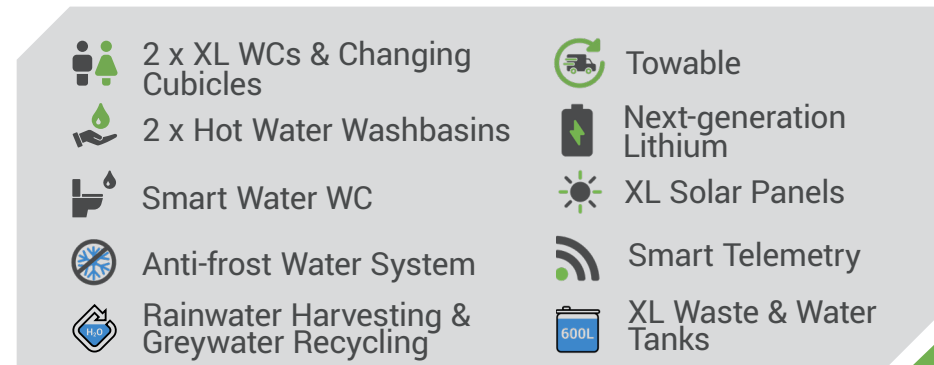 2 x XL WCs & Changing
Cubicles
2 x Hot Water Washbasins
Smart Water WC
Anti-frost Water System
H₂O
Rainwater Harvesting &
Greywater Recycling
Towable
Next-generation
Lithium
XL Solar Panels
Smart Telemetry
600L
XL Waste & Water
Tanks